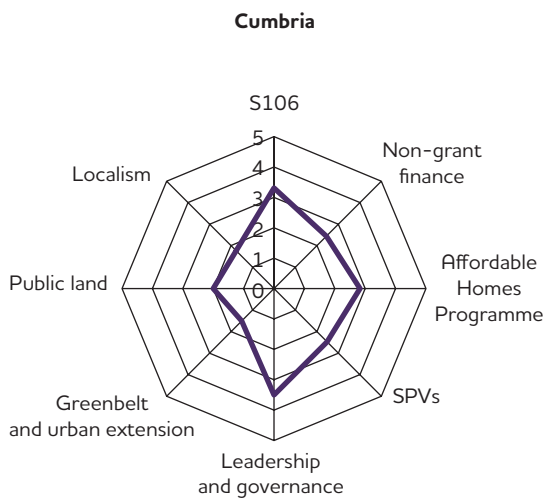 Cumbria
S106
Non-grant
finance
Affordable
Homes
Programme
SPVs
Leadership
and governance
Greenbelt
and urban extension
Public land
Localism
5
4
3
2
1
0